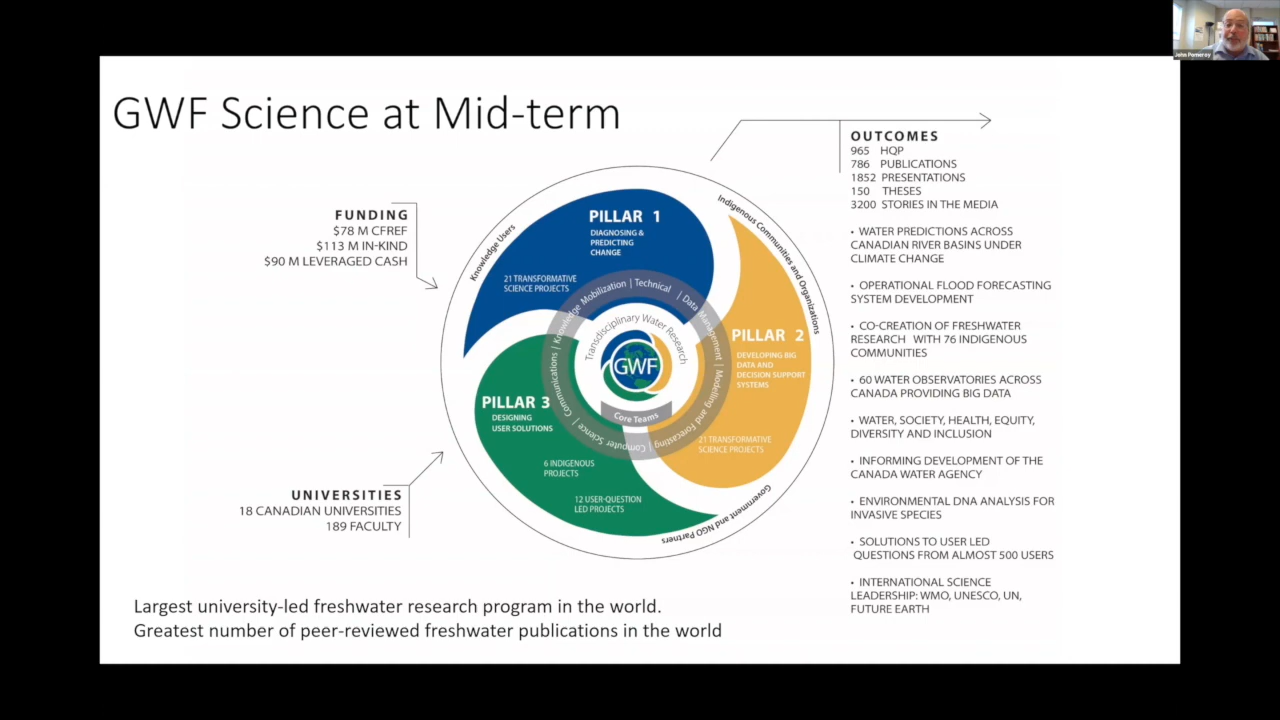 John Pomeroy
GWF Science at Mid-term
FUNDING
$78 M CFREF
$113 M IN-KIND
$90 M LEVERAGED CASH
UNIVERSITIES
18 CANADIAN UNIVERSITIES
189 FACULTY
Knowledge Users
Indigenous Communities and Organizations
Government and NGO Partners
PILLAR 1
DIAGNOSING &
PREDICTING
CHANGE
21 TRANSFORMATIVE
SCIENCE PROJECTS
PILLAR 2
DEVELOPING BIG
DATA AND
DECISION SUPPORT
SYSTEMS
21 TRANSFORMATIVE
SCIENCE PROJECTS
PILLAR 3
DESIGNING
USER SOLUTIONS
6 INDIGENOUS
PROJECTS
12 USER-QUESTION
LED PROJECTS
Knowledge Mobilization | Technical | Data Management | Modelling and Forecasting | Computer Science | Communications |
Transdisciplinary Water Research
GWF
Core Teams
OUTCOMES
965 HQP
786 PUBLICATIONS
1852 PRESENTATIONS
150 THESES
3200 STORIES IN THE MEDIA
• WATER PREDICTIONS ACROSS
CANADIAN RIVER BASINS UNDER
CLIMATE CHANGE
• OPERATIONAL FLOOD FORECASTING
SYSTEM DEVELOPMENT
• CO-CREATION OF FRESHWATER
RESEARCH WITH 76 INDIGENOUS
COMMUNITIES
• 60 WATER OBSERVATORIES ACROSS
CANADA PROVIDING BIG DATA
• WATER, SOCIETY, HEALTH, EQUITY,
DIVERSITY AND INCLUSION
• INFORMING DEVELOPMENT OF THE
CANADA WATER AGENCY
• ENVIRONMENTAL DNA ANALYSIS FOR
INVASIVE SPECIES
• SOLUTIONS TO USER LED
QUESTIONS FROM ALMOST 500 USERS
• INTERNATIONAL SCIENCE
LEADERSHIP: WMO, UNESCO, UN,
FUTURE EARTH
Largest university-led freshwater research program in the world.
Greatest number of peer-reviewed freshwater publications in the world